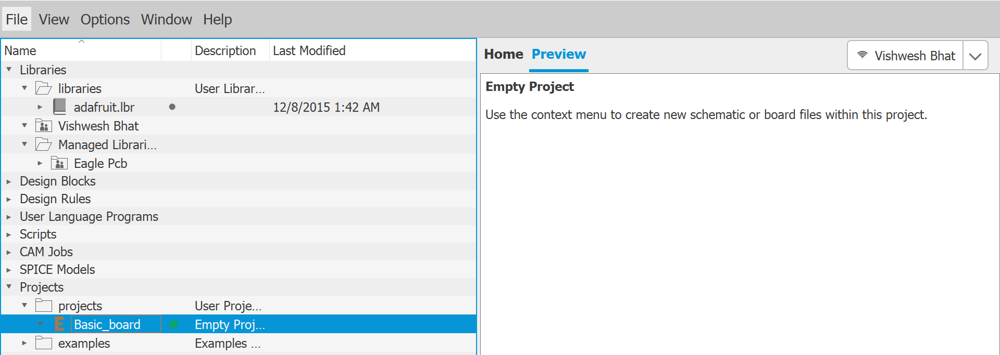 File View Options Window Help
Name Description Last Modified
Libraries
libraries User Librar...
adafruit.lbr 12/8/2015 1:42 AM
Vishwesh Bhat
Managed Librari...
Eagle Pcb
Design Blocks
Design Rules
User Language Programs
Scripts
CAM Jobs
SPICE Models
Projects
projects User Proje...
Basic_board Empty Proj...
examples Examples ...
Home Preview Vishwesh Bhat
Empty Project
Use the context menu to create new schematic or board files within this project.